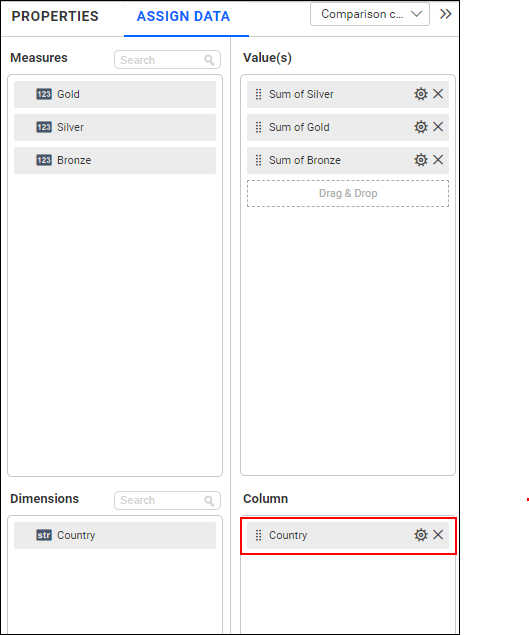 PROPERTIES ASSIGN DATA Comparison c...
Measures Search
123 Gold
123 Silver
123 Bronze
Value(s)
Sum of Silver
Sum of Gold
Sum of Bronze
Drag & Drop
Dimensions Search
str Country
Column
Country